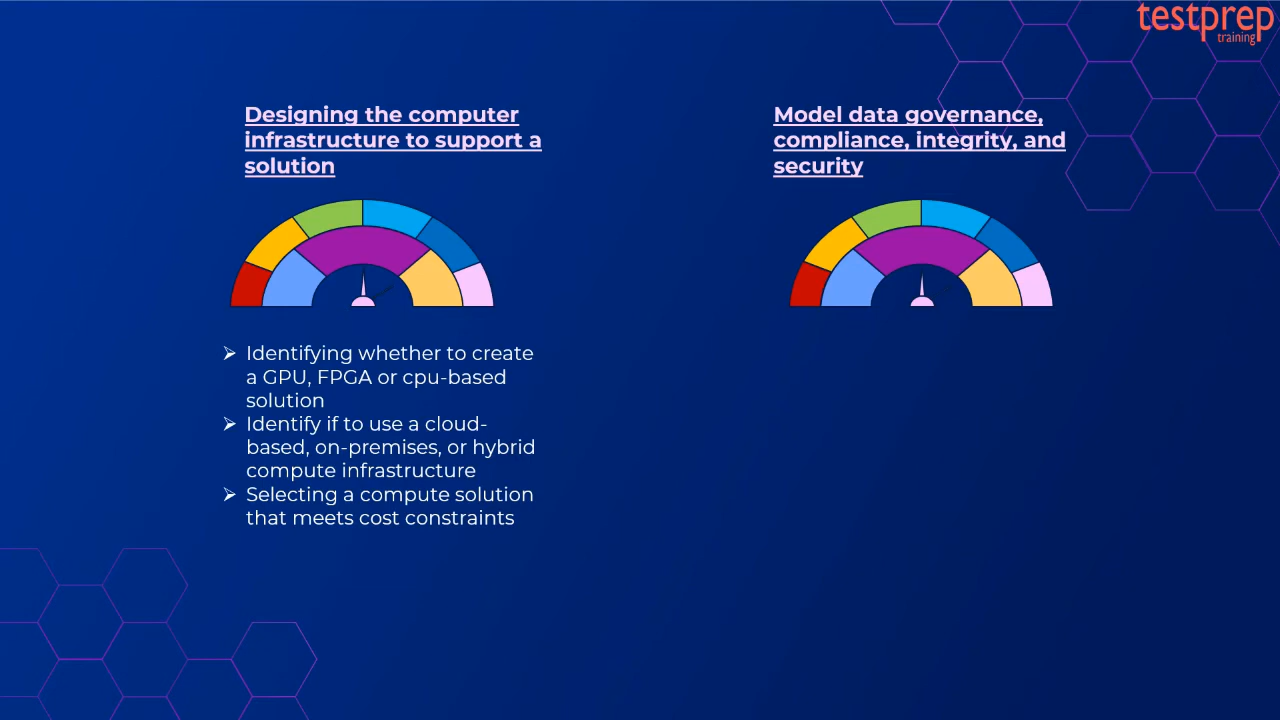 testprep
training
Designing the computer
infrastructure to support a
solution
Model data governance,
compliance, integrity, and
security
➢ Identifying whether to create
a GPU, FPGA or cpu-based
solution
➢ Identify if to use a cloud-
based, on-premises, or hybrid
compute infrastructure
➢ Selecting a compute solution
that meets cost constraints